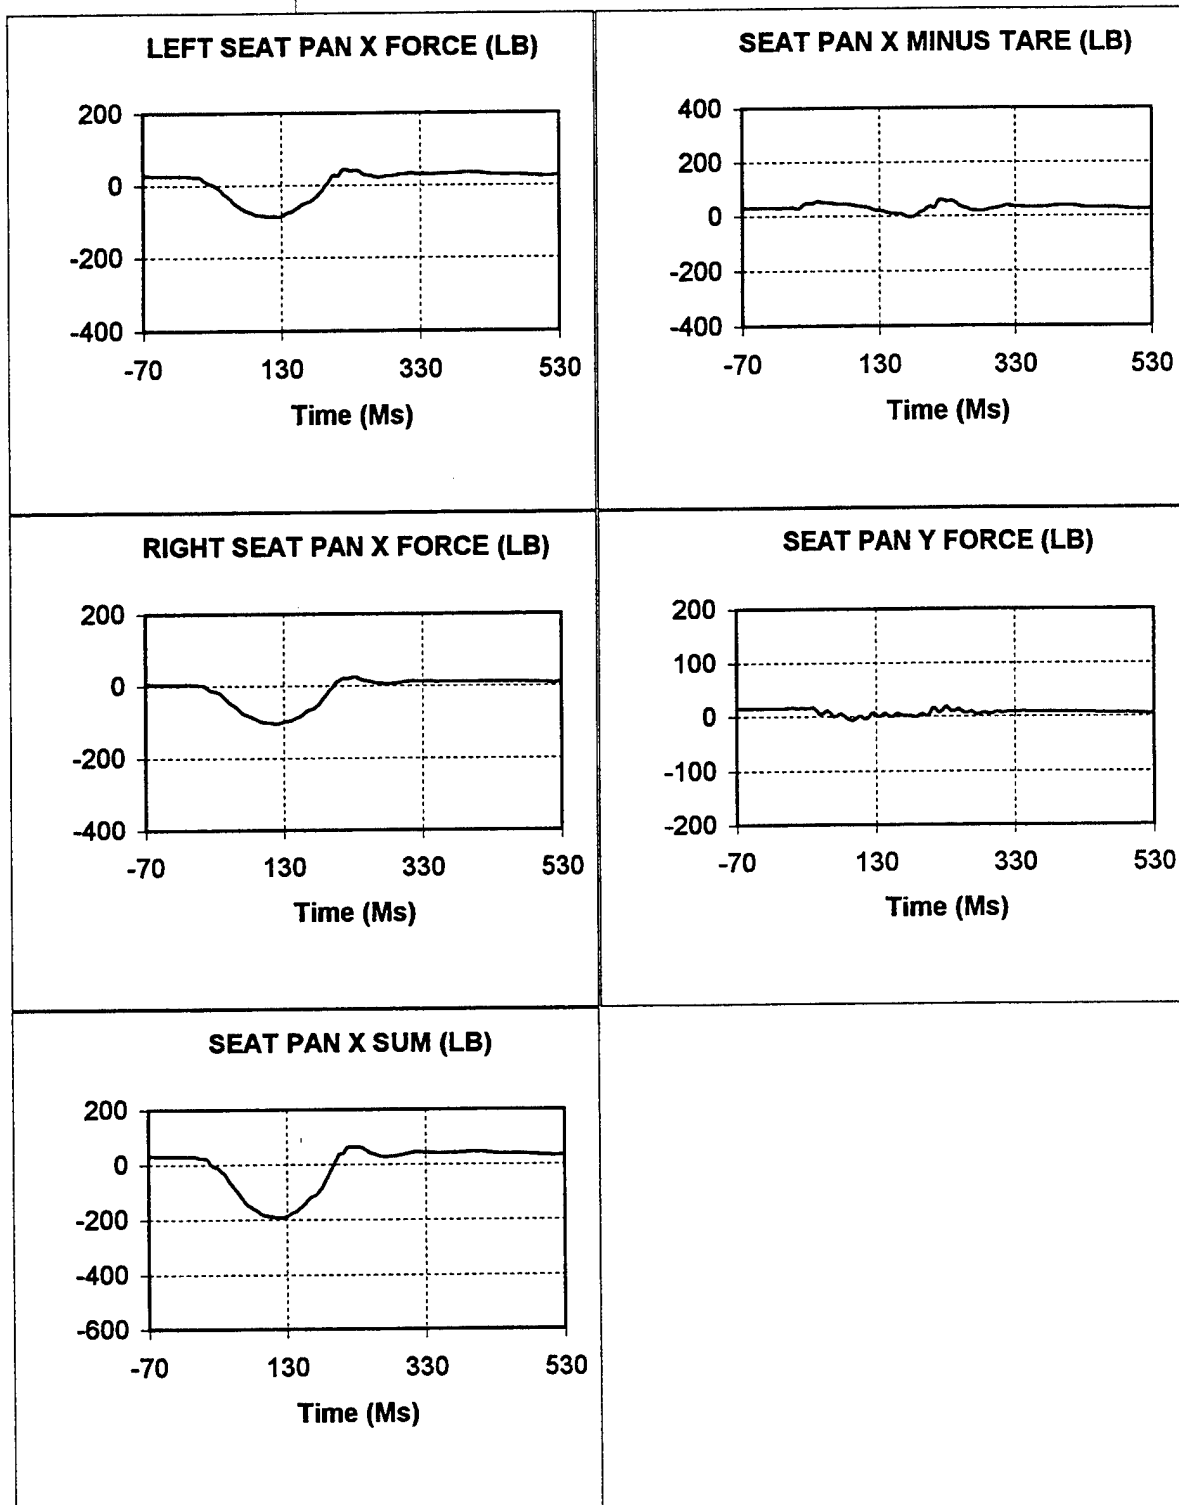 LEFT SEAT PAN X FORCE (LB)
200
0
-200
-400
-70 130 330 530
Time (Ms)
SEAT PAN X MINUS TARE (LB)
400
200
0
-200
-400
-70 130 330 530
Time (Ms)
RIGHT SEAT PAN X FORCE (LB)
200
0
-200
-400
-70 130 330 530
Time (Ms)
SEAT PAN Y FORCE (LB)
200
100
0
-100
-200
-70 130 330 530
Time (Ms)
SEAT PAN X SUM (LB)
200
0
-200
-400
-600
-70 130 330 530
Time (Ms)